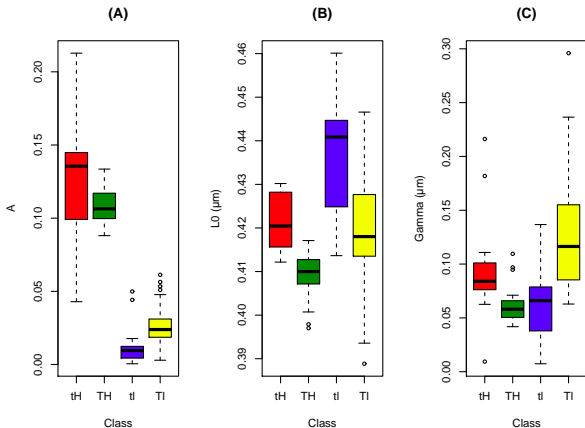 (A)
0.00 0.05 0.10 0.15 0.20
A
tH TH tl Tl
Class
(B)
0.39 0.40 0.41 0.42 0.43 0.44 0.45 0.46
L0 (µm)
tH TH tl Tl
Class
(C)
0.00 0.05 0.10 0.15 0.20 0.25 0.30
Gamma (µm)
tH TH tl Tl
Class